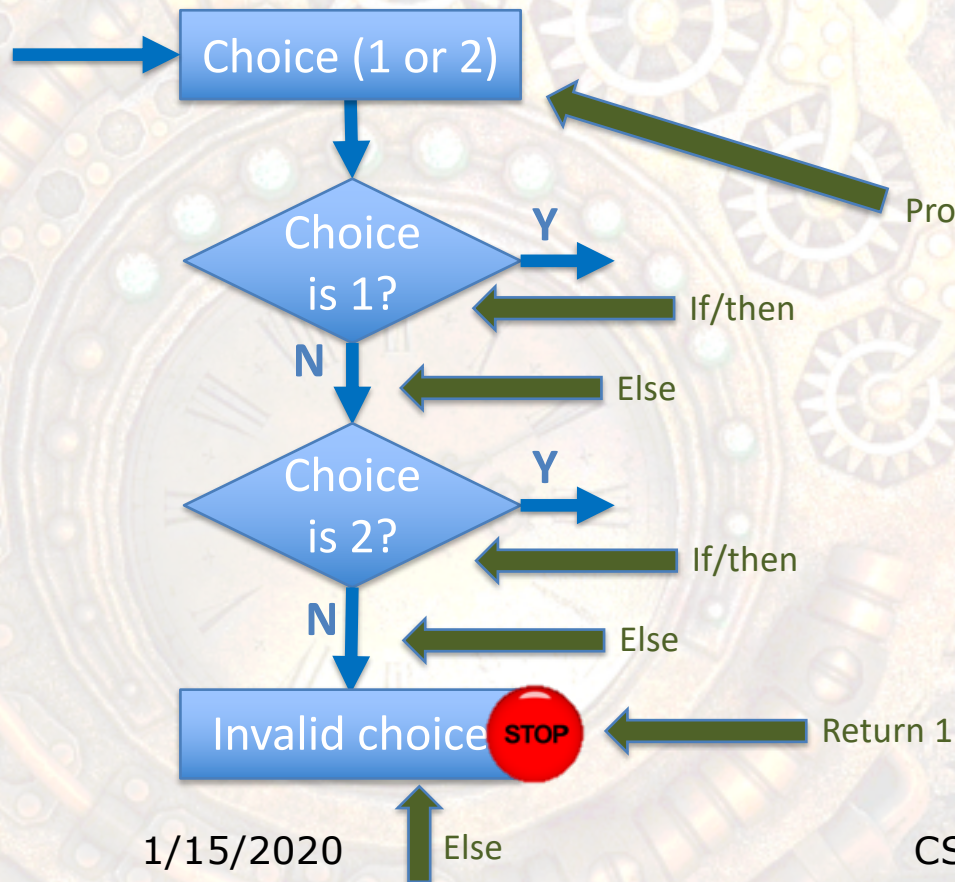 Choice (1 or 2)
Pro
Choice
is 1?
Y
If/then
N
Else
Choice
is 2?
Y
If/then
N
Else
Invalid choice
STOP
Return 1
1/15/2020
Else
CS